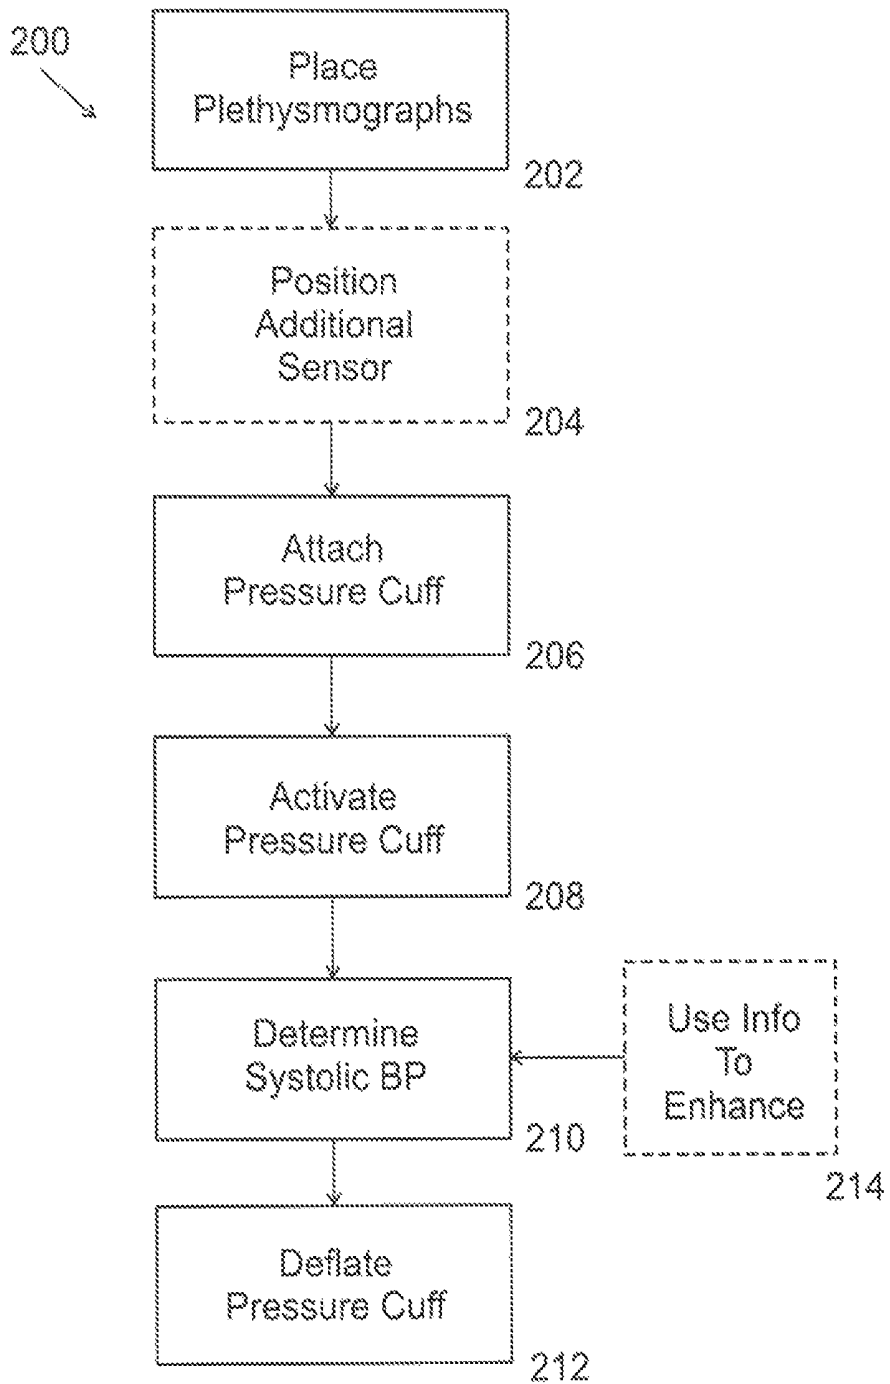 200
Place
Plethysmographs
202
Position
Additional
Sensor
204
Attach
Pressure Cuff
206
Activate
Pressure Cuff
208
Determine
Systolic BP
210
Use Info
To
Enhance
214
Deflate
Pressure Cuff
212